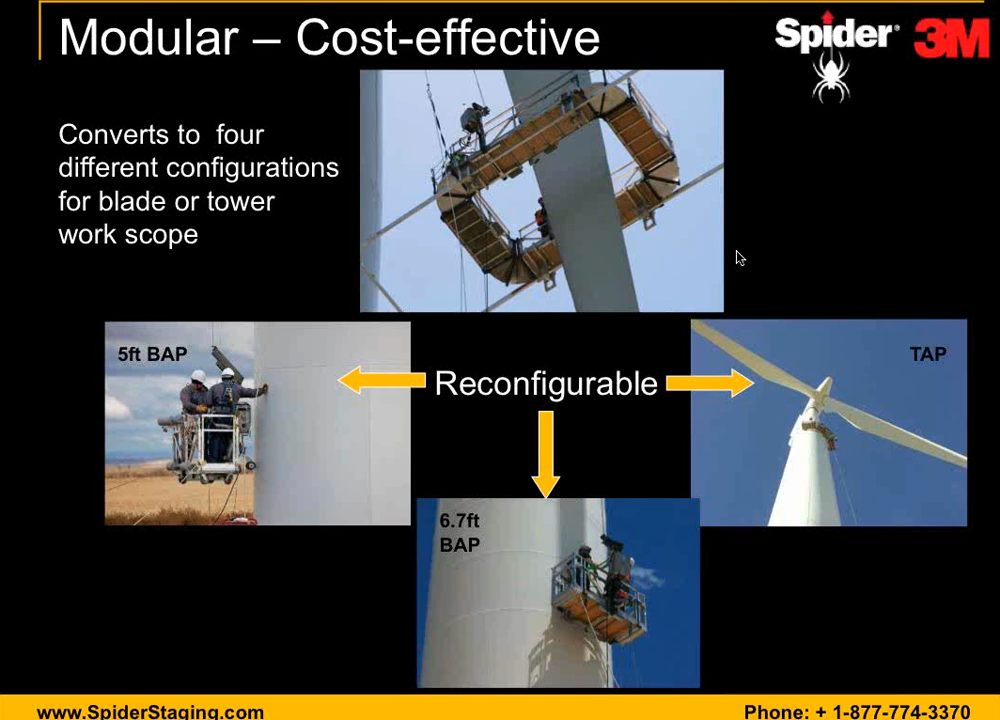 Modular – Cost-effective
Spider®
3M
Converts to four
different configurations
for blade or tower
work scope
5ft BAP
Reconfigurable
TAP
6.7ft
BAP
www.SpiderStaging.com
Phone: + 1-877-774-3370